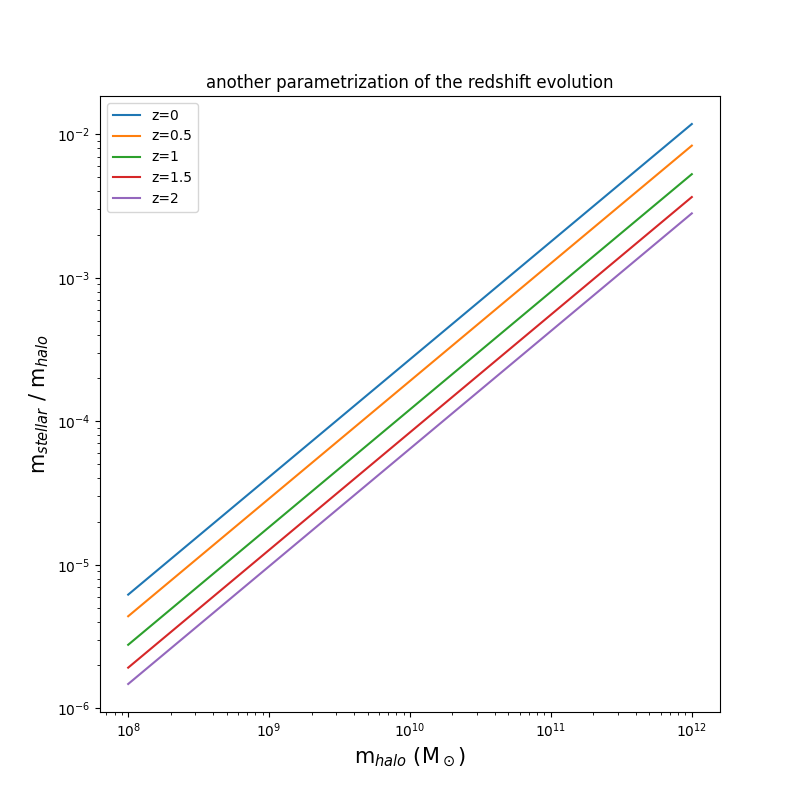 another parametrization of the redshift evolution
z=0
z=0.5
z=1
z=1.5
z=2
10⁻²
10⁻³
10⁻⁴
10⁻⁵
10⁻⁶
m_stellar / m_halo
10⁸ 10⁹ 10¹⁰ 10¹¹ 10¹²
m_halo (M_⊙)